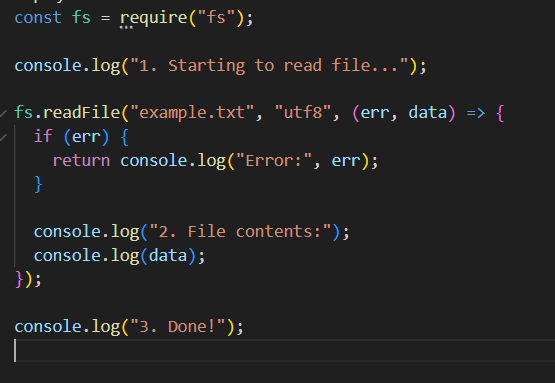 const fs = require("fs");
console.log("1. Starting to read file...");
fs.readFile("example.txt", "utf8", (err, data) => {
if (err) {
return console.log("Error:", err);
}
console.log("2. File contents:");
console.log(data);
});
console.log("3. Done!");